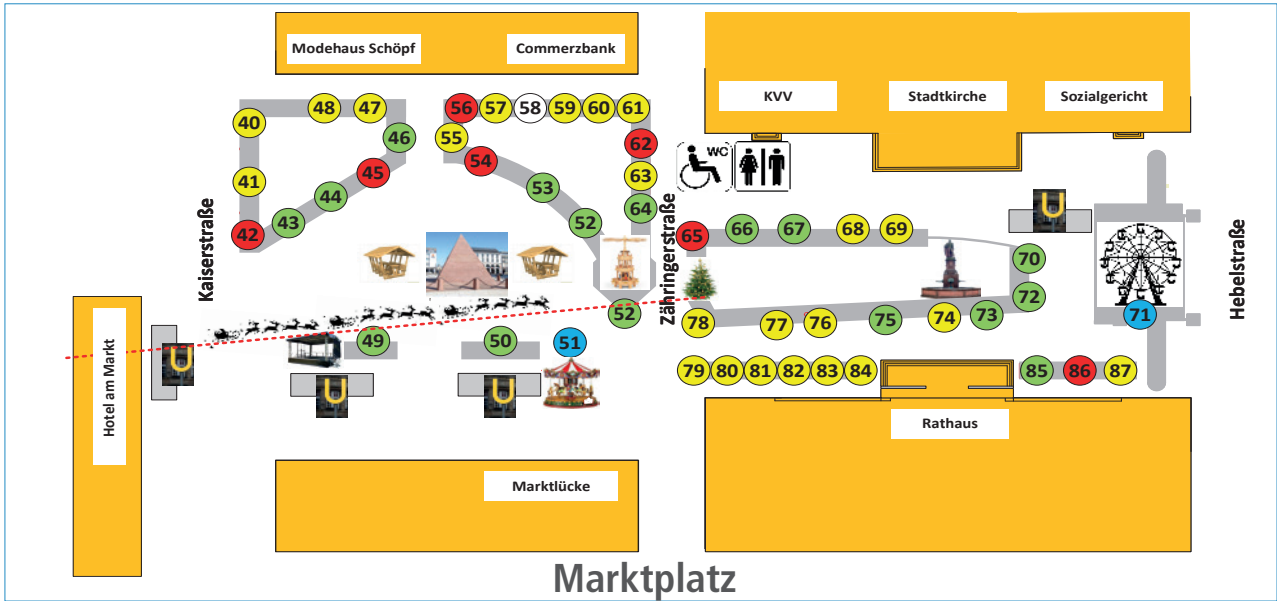 Modehaus Schöpf
Commerzbank
KVV
Stadtkirche
Sozialgericht
56 57 58 59 60 61
48 47
40
46
55
62
41
45
54
63
44
53
64
43
52
42
WC
65 66 67 68 69
70
72
71
Kaiserstraße
Zähringerstraße
Hebelstraße
52
78 77 76 75 74 73
49 50 51
79 80 81 82 83 84
85 86 87
U
U
U
U
Hotel am Markt
Rathaus
Marktlücke
Marktplatz